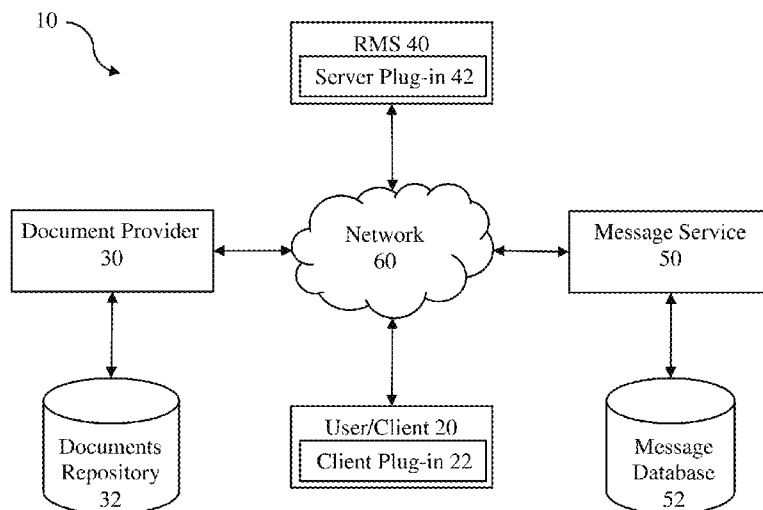 10
RMS 40
Server Plug-in 42
Document Provider
30
Network
60
Message Service
50
Documents
Repository
32
User/Client 20
Client Plug-in 22
Message
Database
52